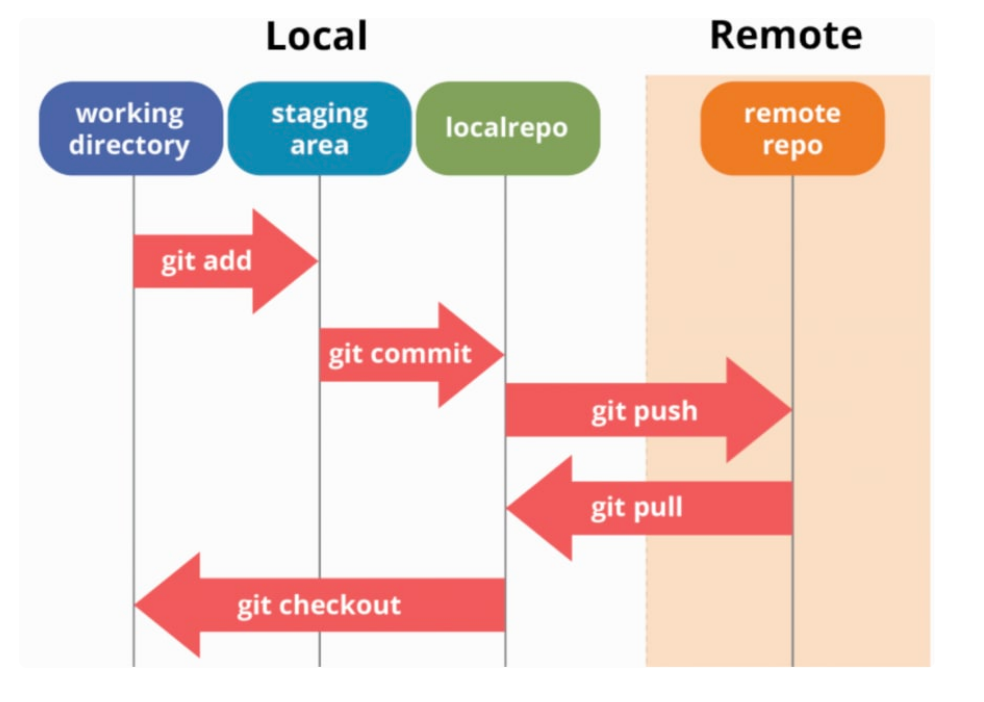 Local
Remote
working
directory
staging
area
localrepo
remote
repo
git add
git commit
git push
git pull
git checkout